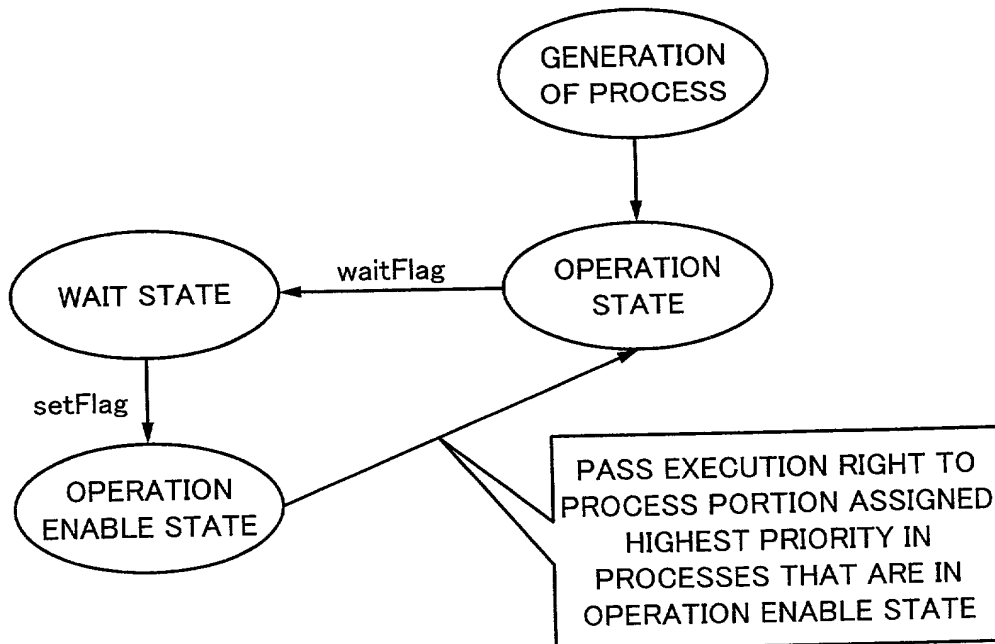 GENERATION
OF PROCESS
OPERATION
STATE
waitFlag
WAIT STATE
setFlag
OPERATION
ENABLE STATE
PASS EXECUTION RIGHT TO
PROCESS PORTION ASSIGNED
HIGHEST PRIORITY IN
PROCESSES THAT ARE IN
OPERATION ENABLE STATE